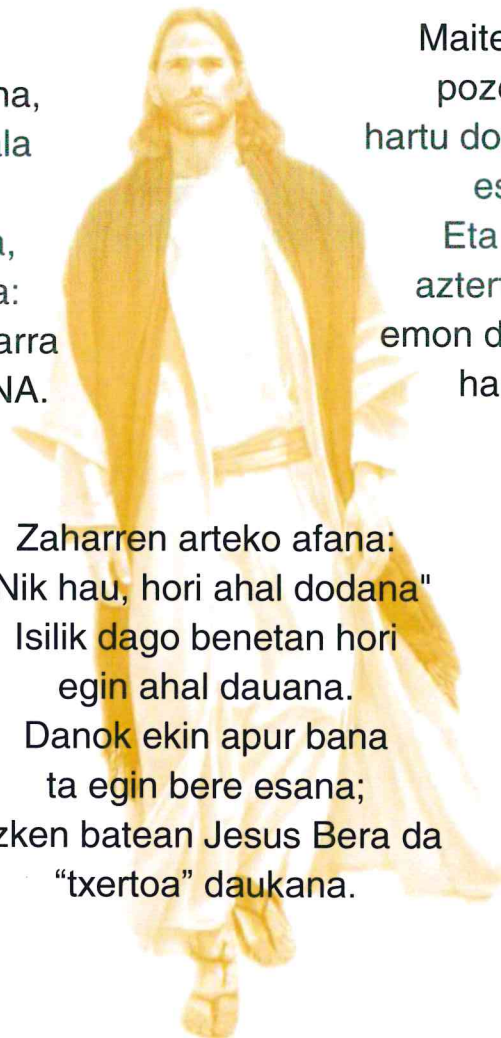 arra
NA.
Maite
poz
hartu do
es
Eta
azter
emon d
ha
Zaharren arteko afana:
Nik hau, hori ahal dodana"
Isilik dago benetan hori
egin ahal dauana.
Danok ekin apur bana
ta egin bere esana;
zken batean Jesus Bera da
“txertoa” daukana.